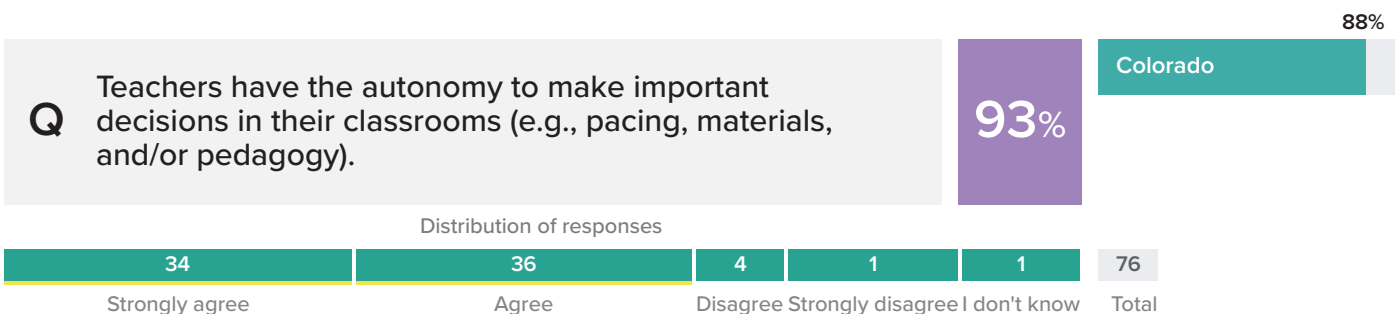 88%
Q
Teachers have the autonomy to make important
decisions in their classrooms (e.g., pacing, materials,
and/or pedagogy).
93%
Colorado
Distribution of responses
34 36 4 1 1 76
Strongly agree Agree Disagree Strongly disagree I don't know Total